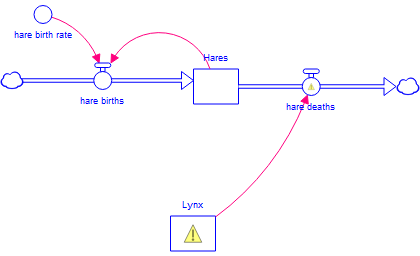 hare birth rate
Hares
hare births
hare deaths
Lynx